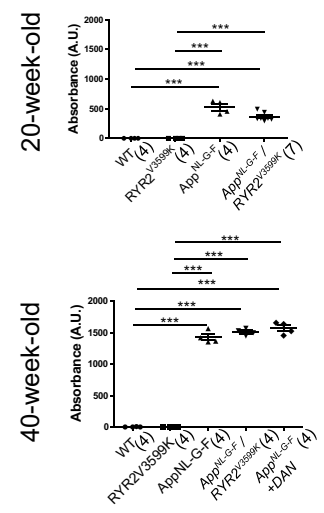 20-week-old
Absorbance (A.U.)
2000
1500
1000
500
0
***
***
***
***
WT(4)
RYR2V3599K(4)
AppNL-G-F(4)
AppNL-G-F/
RYR2V3599K(7)
40-week-old
Absorbance (A.U.)
2000
1500
1000
500
0
***
***
***
***
***
***
WT(4)
RYR2V3599K(4)
AppNL-G-F(4)
AppNL-G-F/
RYR2V3599K(4)
AppNL-G-F
+DAN (4)